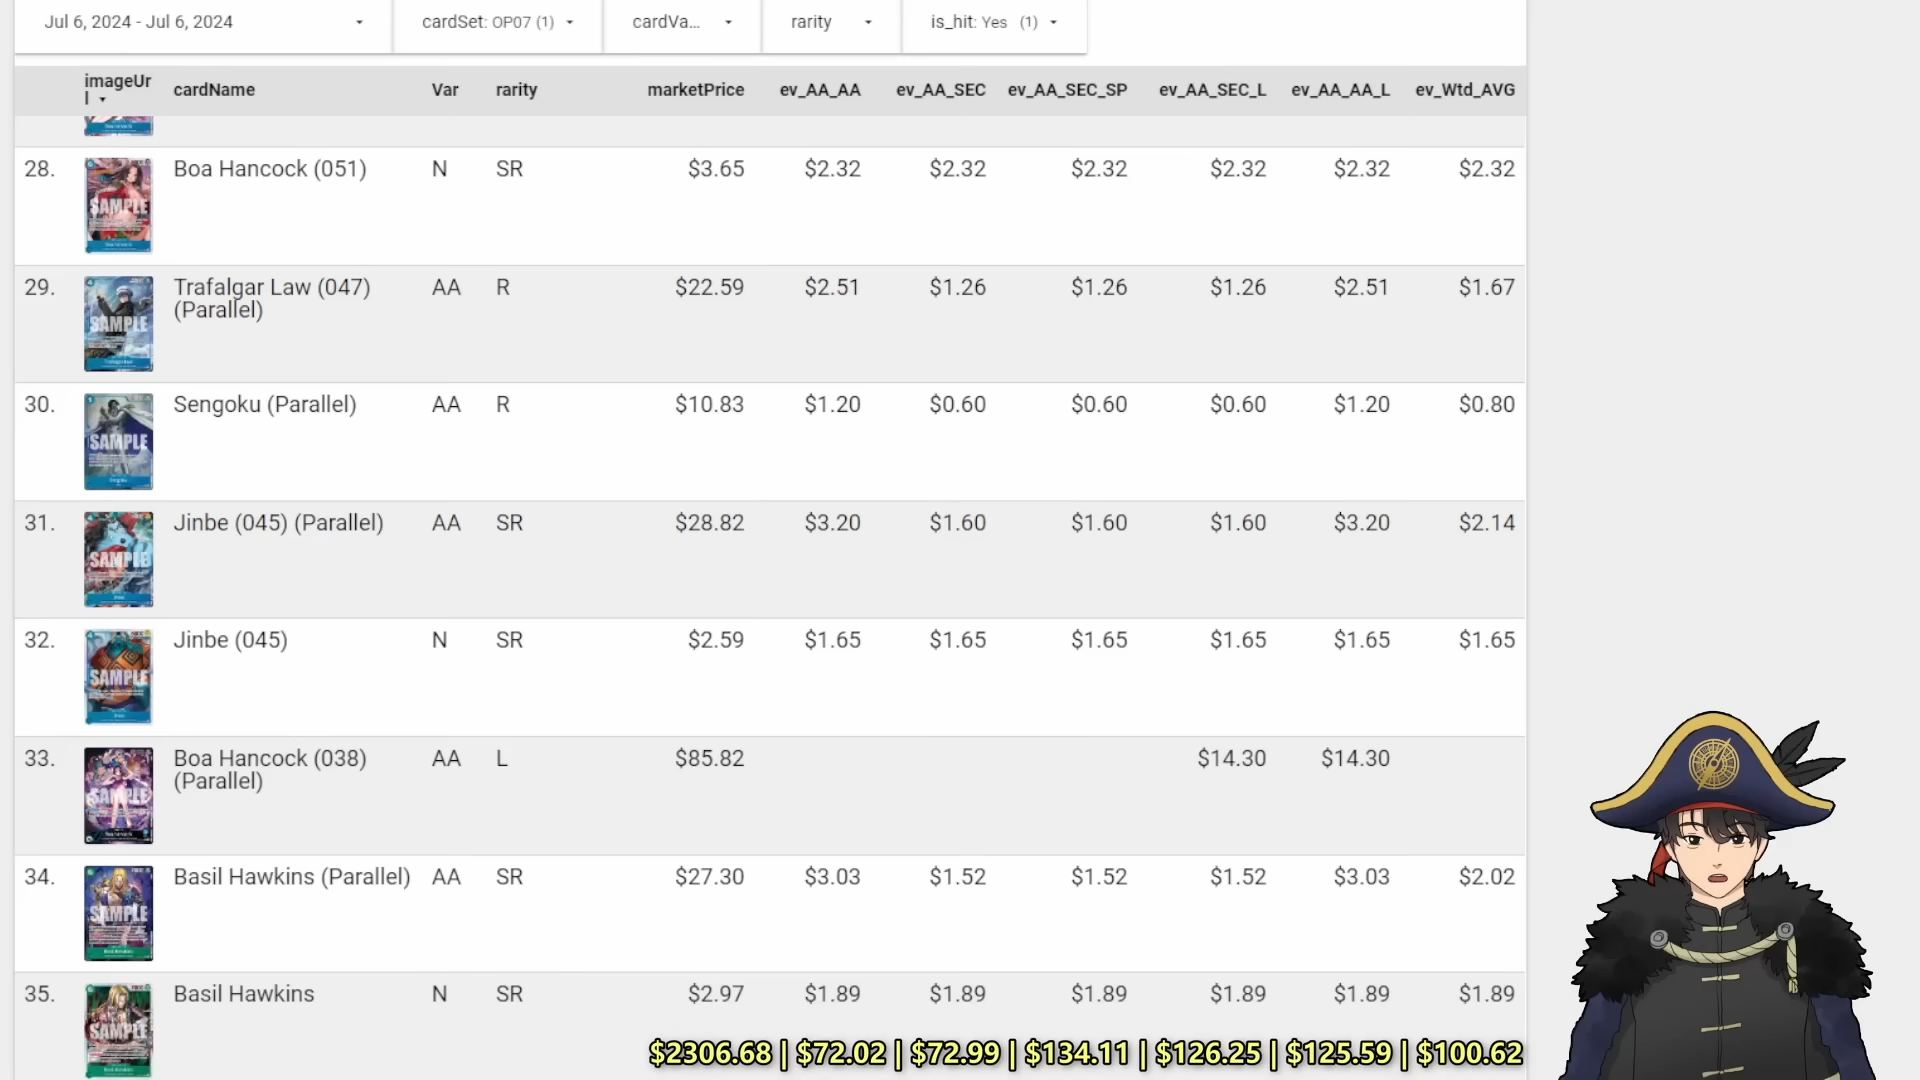 Jul 6, 2024 - Jul 6, 2024 cardSet: OP07 (1) cardVa... rarity is_hit: Yes (1)
imageUr
l cardName Var rarity marketPrice ev_AA_AA ev_AA_SEC ev_AA_SEC_SP ev_AA_SEC_L ev_AA_AA_L ev_Wtd_AVG
28. Boa Hancock (051) N SR $3.65 $2.32 $2.32 $2.32 $2.32 $2.32 $2.32
SAMPLE
29. Trafalgar Law (047) AA R $22.59 $2.51 $1.26 $1.26 $1.26 $2.51 $1.67
(Parallel)
SAMPLE
30. Sengoku (Parallel) AA R $10.83 $1.20 $0.60 $0.60 $0.60 $1.20 $0.80
SAMPLE
31. Jinbe (045) (Parallel) AA SR $28.82 $3.20 $1.60 $1.60 $1.60 $3.20 $2.14
SAMPLE
32. Jinbe (045) N SR $2.59 $1.65 $1.65 $1.65 $1.65 $1.65 $1.65
SAMPLE
33. Boa Hancock (038) AA L $85.82 $14.30 $14.30
(Parallel)
SAMPLE
34. Basil Hawkins (Parallel) AA SR $27.30 $3.03 $1.52 $1.52 $1.52 $3.03 $2.02
SAMPLE
35. Basil Hawkins N SR $2.97 $1.89 $1.89 $1.89 $1.89 $1.89 $1.89
SAMPLE
$2306.68 | $72.02 | $72.99 | $134.11 | $126.25 | $125.59 | $100.62